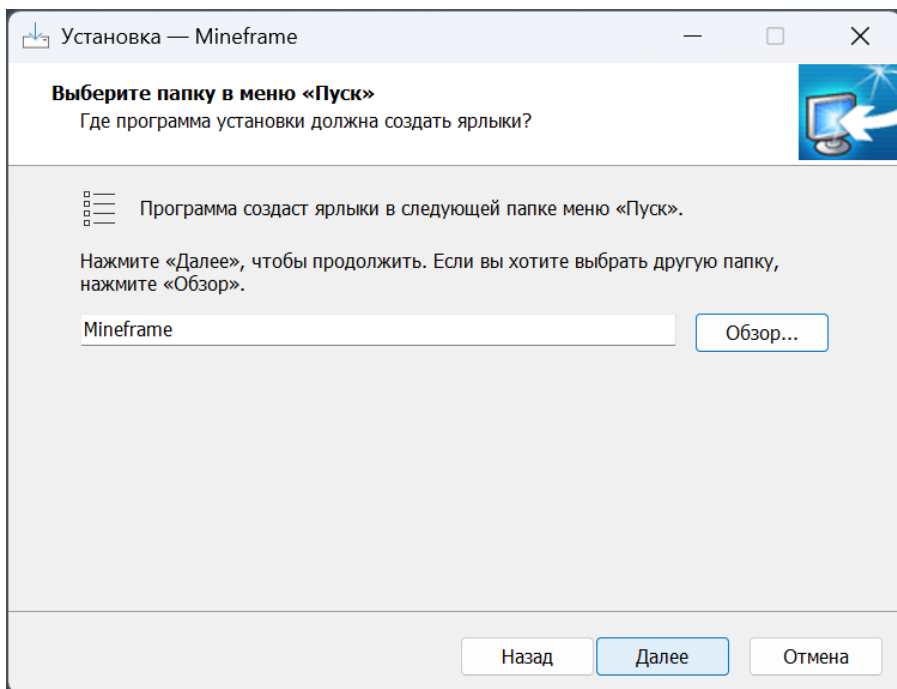 Установка — Mineframe
Выберите папку в меню «Пуск»
Где программа установки должна создать ярлыки?
Программа создаст ярлыки в следующей папке меню «Пуск».
Нажмите «Далее», чтобы продолжить. Если вы хотите выбрать другую папку,
нажмите «Обзор».
Mineframe
Обзор...
Назад
Далее
Отмена